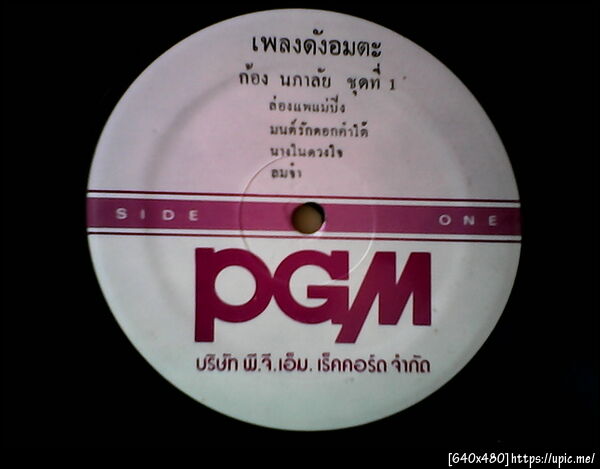 เพลงดังอมตะ
ก้อง นภาลัย ชุดที่ 1
ล่องแพแม่ปิง
มนต์รักดอกคำใต้
นางในดวงใจ
ลมจ๋า
SIDE ONE
PGM
บริษัท พี.จี.เอ็ม. เร็คคอร์ด จำกัด
[640x480]https://upic.me/